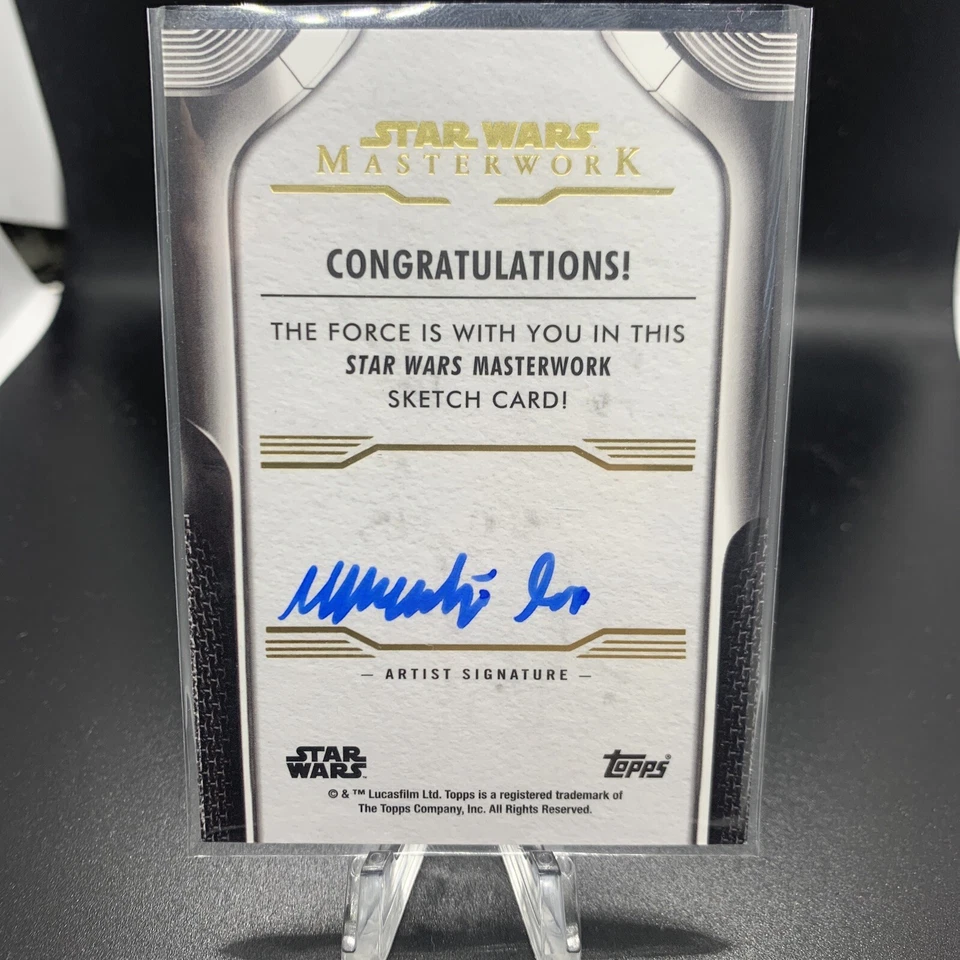 STAR WARS
MASTERWORK
CONGRATULATIONS!
THE FORCE IS WITH YOU IN THIS
STAR WARS MASTERWORK
SKETCH CARD!
— ARTIST SIGNATURE —
STAR
WARS™
Topps®
© & ™ Lucasfilm Ltd. Topps is a registered trademark of
The Topps Company, Inc. All Rights Reserved.